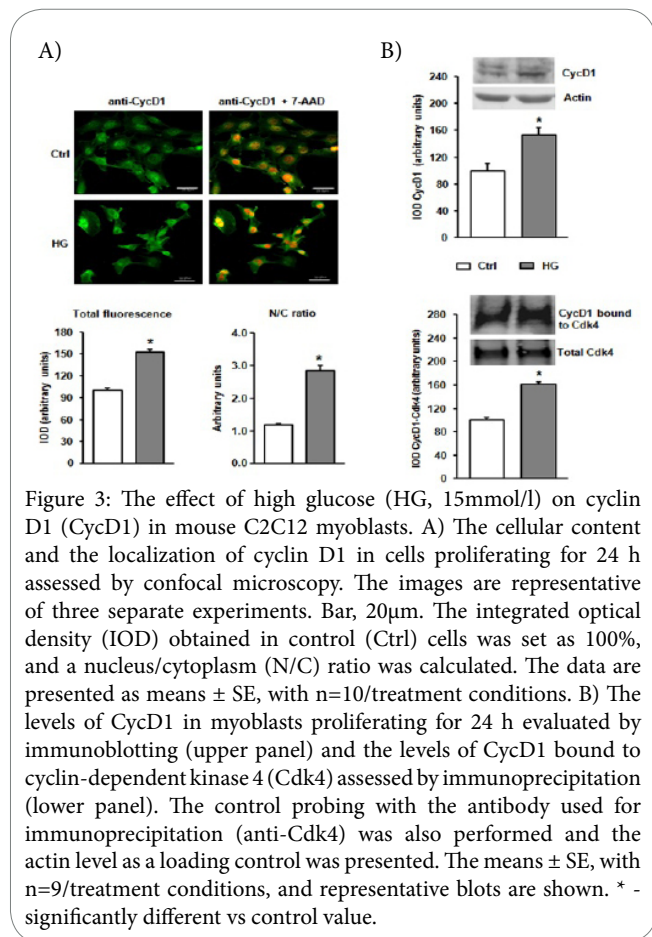 A)
B)
anti-CycD1
anti-CycD1 + 7-AAD
Ctrl
HG
Total fluorescence
IOD (arbitrary units)
180
150
120
90
60
30
0
*
N/C ratio
Arbitrary units
4.0
3.0
2.0
1.0
0.0
*
CycD1
Actin
IOD CycD1 (arbitrary units)
240
200
160
120
80
40
0
*
Ctrl
HG
CycD1 bound
to Cdk4
Total Cdk4
IOD CycD1-Cdk4 (arbitrary units)
280
240
200
160
120
80
40
0
*
Figure 3: The effect of high glucose (HG, 15mmol/l) on cyclin
D1 (CycD1) in mouse C2C12 myoblasts. A) The cellular content
and the localization of cyclin D1 in cells proliferating for 24 h
assessed by confocal microscopy. The images are representative
of three separate experiments. Bar, 20μm. The integrated optical
density (IOD) obtained in control (Ctrl) cells was set as 100%,
and a nucleus/cytoplasm (N/C) ratio was calculated. The data are
presented as means ± SE, with n=10/treatment conditions. B) The
levels of CycD1 in myoblasts proliferating for 24 h evaluated by
immunoblotting (upper panel) and the levels of CycD1 bound to
cyclin-dependent kinase 4 (Cdk4) assessed by immunoprecipitation
(lower panel). The control probing with the antibody used for
immunoprecipitation (anti-Cdk4) was also performed and the
actin level as a loading control was presented. The means ± SE, with
n=9/treatment conditions, and representative blots are shown. * -
significantly different vs control value.